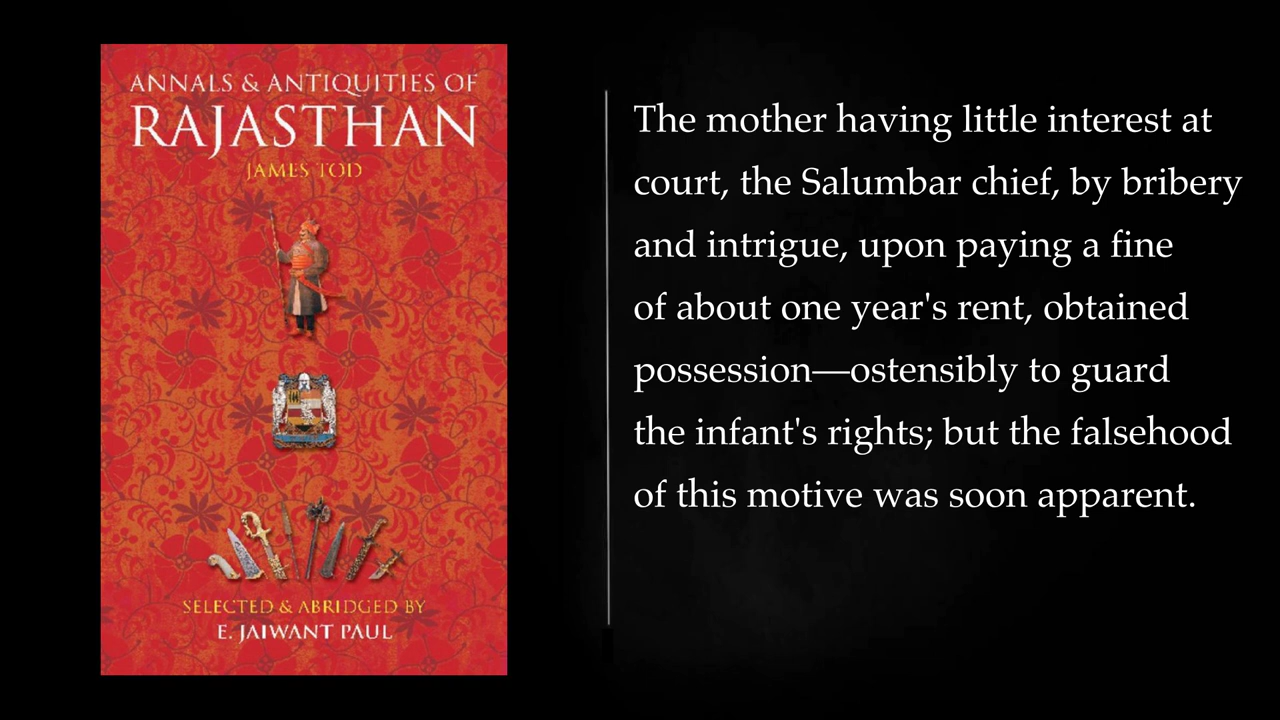 ANNALS & ANTIQUITIES OF
RAJASTHAN
JAMES TOD
SELECTED & ABRIDGED BY
E. JAIWANT PAUL
The mother having little interest at
court, the Salumbar chief, by bribery
and intrigue, upon paying a fine
of about one year's rent, obtained
possession—ostensibly to guard
the infant's rights; but the falsehood
of this motive was soon apparent.